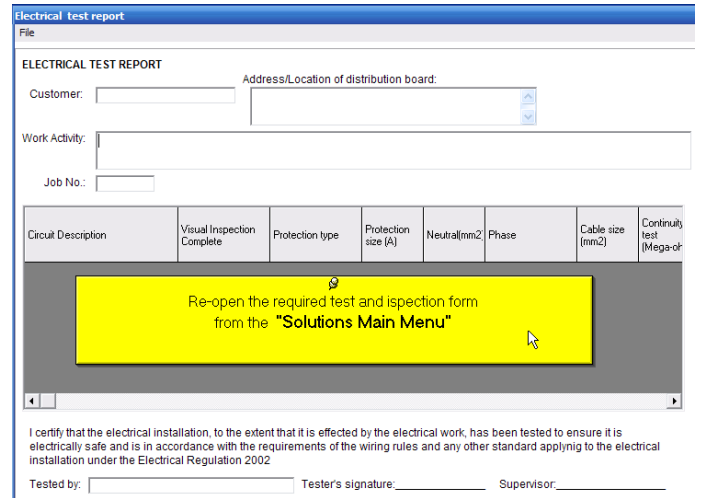 Electrical test report
File
ELECTRICAL TEST REPORT
Address/Location of distribution board:
Customer:
Work Activity:
Job No.:
Circuit Description
Visual Inspection
Complete
Protection type
Protection
size (A)
Neutral(mm2)
Phase
Cable size
(mm2)
Continuity
test
(Mega-oh
Re-open the required test and ispection form
from the "Solutions Main Menu"
I certify that the electrical installation, to the extent that it is effected by the electrical work, has been tested to ensure it is
electrically safe and is in accordance with the requirements of the wiring rules and any other standard applynig to the electrical
installation under the Electrical Regulation 2002
Tested by:
Tester's signature:
Supervisor: